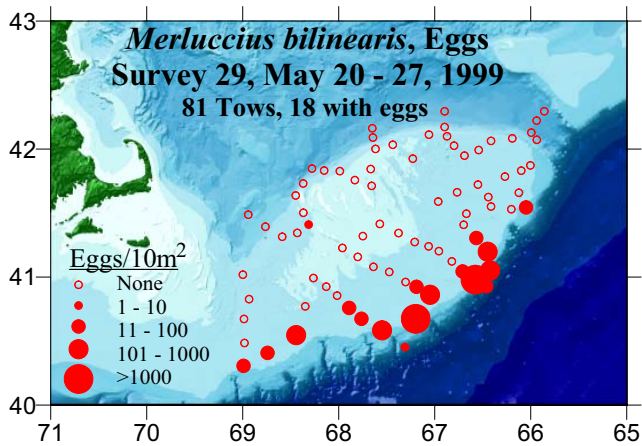 Merluccius bilinearis, Eggs
Survey 29, May 20 - 27, 1999
81 Tows, 18 with eggs
Eggs/10m²
None
1 - 10
11 - 100
101 - 1000
>1000
43
42
41
40
71 70 69 68 67 66 65